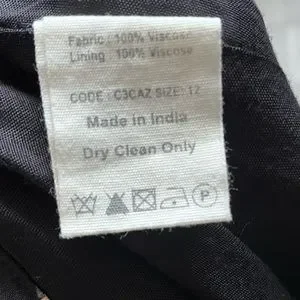 Fabric : 100% Viscose
Lining : 100% Viscose
CODE : C3CAZ SIZE: 12
Made in India
Dry Clean Only
P